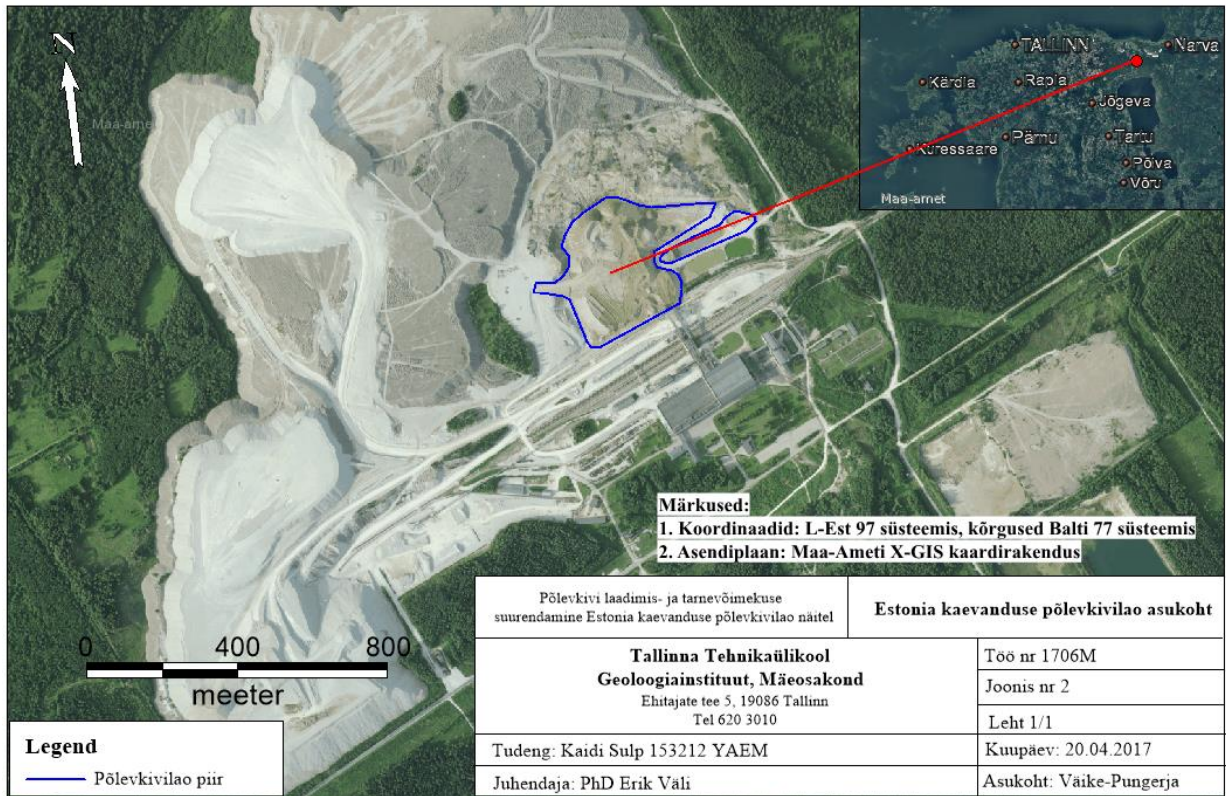 N
Maa-amet
TALLINN
Narva
Kärdla
Rapla
Jõgeva
Kuressaare
Pärnu
Tartu
Põlva
Võru
Maa-amet
Märkused:
1. Koordinaadid: L-Est 97 süsteemis, kõrgused Balti 77 süsteemis
2. Asendiplaan: Maa-Ameti X-GIS kaardirakendus
0 400 800
meeter
Legend
Põlevkivilao piir
Põlevkivi laadimis- ja tarnevõimekuse
suurendamine Estonia kaevanduse põlevkivilao näitel
Estonia kaevanduse põlevkivilao asukoht
Tallinna Tehnikaülikool
Geoloogiainstituut, Mäeosakond
Ehitajate tee 5, 19086 Tallinn
Tel 620 3010
Töö nr 1706M
Joonis nr 2
Leht 1/1
Tudeng: Kaidi Sulp 153212 YAEM
Kuupäev: 20.04.2017
Juhendaja: PhD Erik Väli
Asukoht: Väike-Pungerja